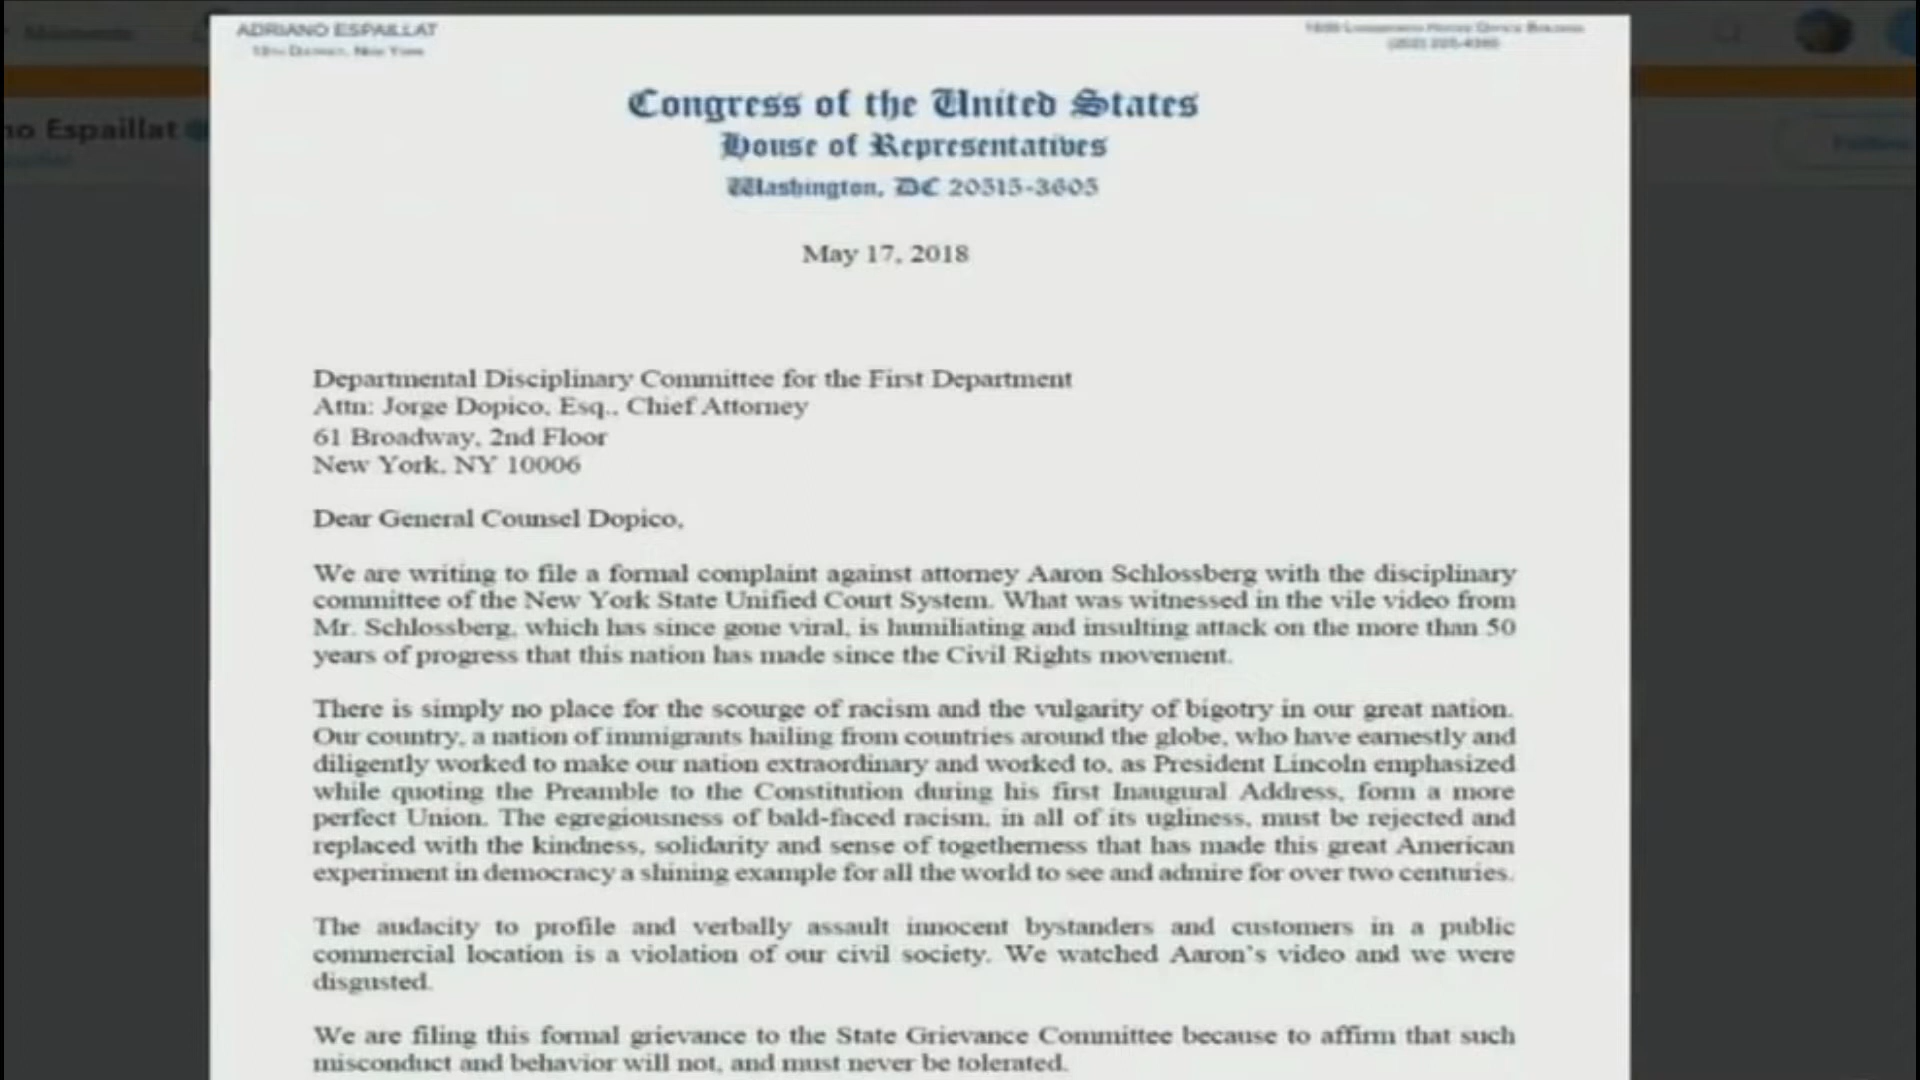 ADRIANO ESPAILLAT
13th District, New York
Congress of the United States
House of Representatives
Washington, DC 20515-3605
May 17, 2018
no Espaillat
Departmental Disciplinary Committee for the First Department
Attn: Jorge Dopico, Esq., Chief Attorney
61 Broadway, 2nd Floor
New York, NY 10006
Dear General Counsel Dopico,
We are writing to file a formal complaint against attorney Aaron Schlossberg with the disciplinary
committee of the New York State Unified Court System. What was witnessed in the vile video from
Mr. Schlossberg, which has since gone viral, is humiliating and insulting attack on the more than 50
years of progress that this nation has made since the Civil Rights movement.
There is simply no place for the scourge of racism and the vulgarity of bigotry in our great nation.
Our country, a nation of immigrants hailing from countries around the globe, who have earnestly and
diligently worked to make our nation extraordinary and worked to, as President Lincoln emphasized
while quoting the Preamble to the Constitution during his first Inaugural Address, form a more
perfect Union. The egregiousness of bald-faced racism, in all of its ugliness, must be rejected and
replaced with the kindness, solidarity and sense of togetherness that has made this great American
experiment in democracy a shining example for all the world to see and admire for over two centuries.
The audacity to profile and verbally assault innocent bystanders and customers in a public
commercial location is a violation of our civil society. We watched Aaron's video and we were
disgusted.
We are filing this formal grievance to the State Grievance Committee because to affirm that such
misconduct and behavior will not, and must never be tolerated.